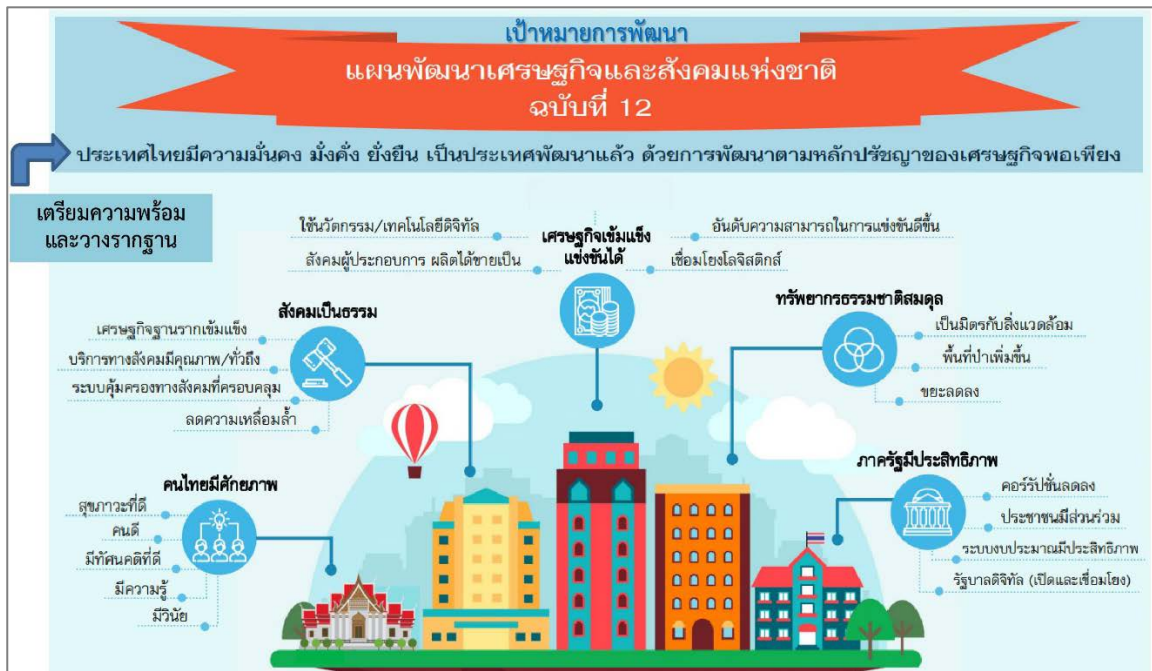 เป้าหมายการพัฒนา
แผนพัฒนาเศรษฐกิจและสังคมแห่งชาติ
ฉบับที่ 12
ประเทศไทยมีความมั่นคง มั่งคั่ง ยั่งยืน เป็นประเทศพัฒนาแล้ว ด้วยการพัฒนาตามหลักปรัชญาของเศรษฐกิจพอเพียง
เตรียมความพร้อม
และวางรากฐาน
เศรษฐกิจเข้มแข็ง
แข่งขันได้
ใช้นวัตกรรม/เทคโนโลยีดิจิทัล
สังคมผู้ประกอบการ ผลิตได้ขายเป็น
อันดับความสามารถในการแข่งขันดีขึ้น
เชื่อมโยงโลจิสติกส์
สังคมเป็นธรรม
เศรษฐกิจฐานรากเข้มแข็ง
บริการทางสังคมมีคุณภาพ/ทั่วถึง
ระบบคุ้มครองทางสังคมที่ครอบคลุม
ลดความเหลื่อมล้ำ
ทรัพยากรธรรมชาติสมดุล
เป็นมิตรกับสิ่งแวดล้อม
พื้นที่ป่าเพิ่มขึ้น
ขยะลดลง
คนไทยมีศักยภาพ
สุขภาวะที่ดี
คนดี
มีทัศนคติที่ดี
มีความรู้
มีวินัย
ภาครัฐมีประสิทธิภาพ
คอร์รัปชั่นลดลง
ประชาชนมีส่วนร่วม
ระบบงบประมาณมีประสิทธิภาพ
รัฐบาลดิจิทัล (เปิดและเชื่อมโยง)